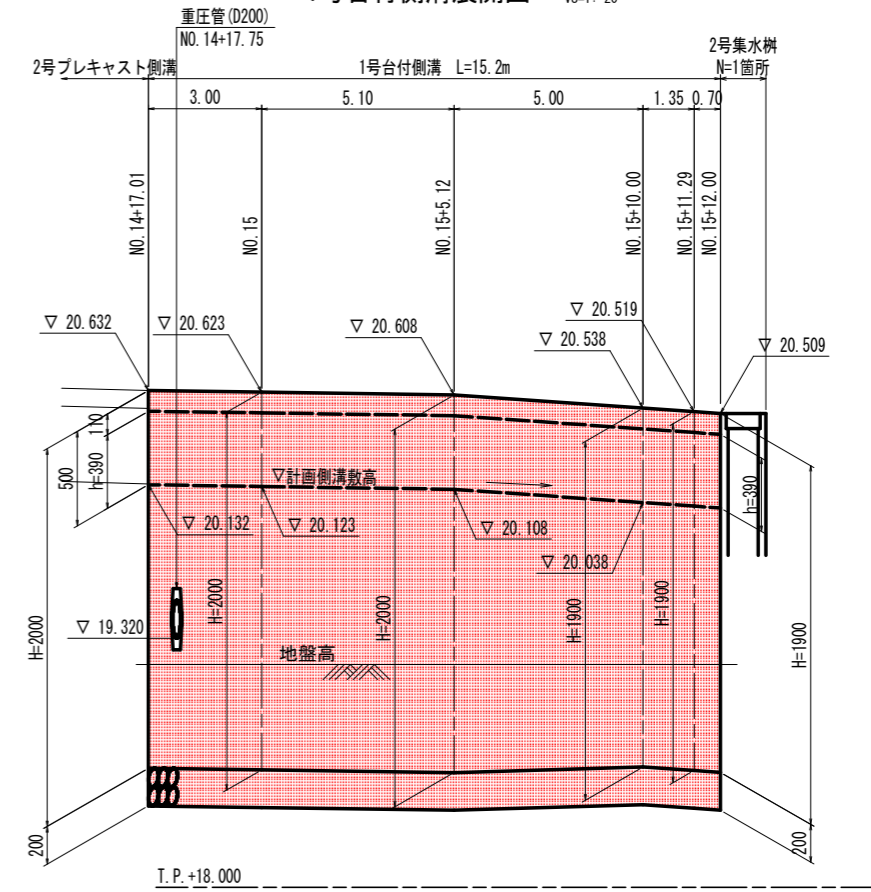 重圧管(D200)
NO.14+17.75
2号プレキャスト側溝
1号台付側溝 L=15.2m
2号集水桝
N=1箇所
3.00
5.10
5.00
1.35
0.70
NO.14+17.01
NO.15
NO.15+5.12
NO.15+10.00
NO.15+11.29
NO.15+12.00
▽ 20.632
▽ 20.623
▽ 20.608
▽ 20.519
▽ 20.538
▽ 20.509
110
500
h=390
▽計画側溝敷高
h=390
▽ 20.132
▽ 20.123
▽ 20.108
▽ 20.038
H=2000
▽ 19.320
H=2000
H=2000
H=1900
H=1900
H=1900
地盤高
200
200
T.P.+18.000